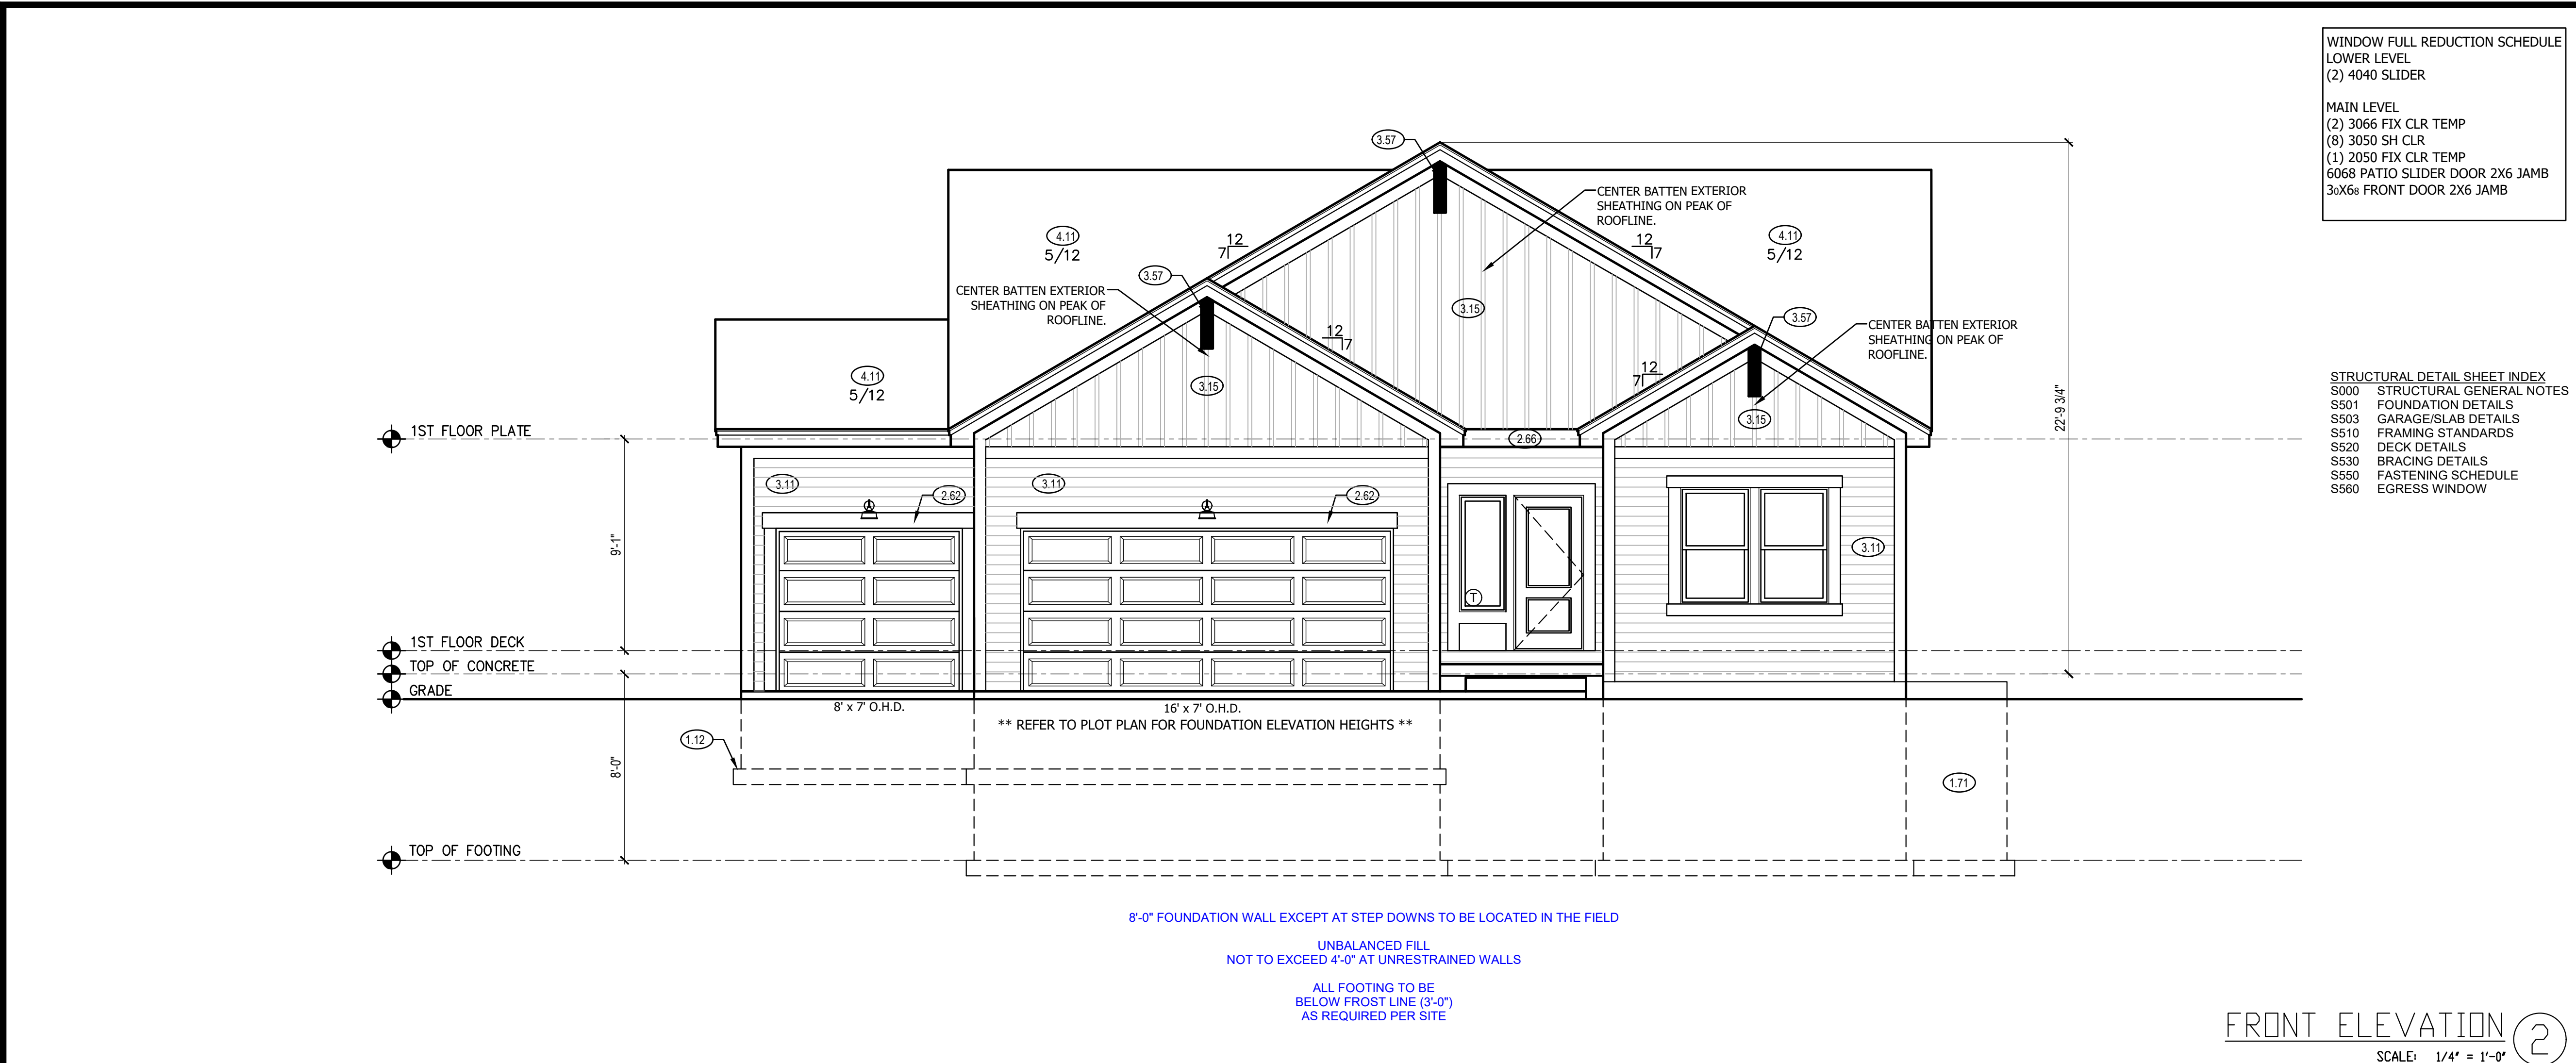 WINDOW FULL REDUCTION SCHEDULE
LOWER LEVEL
(2) 4040 SLIDER
MAIN LEVEL
(2) 3066 FIX CLR TEMP
(8) 3050 SH CLR
(1) 2050 FIX CLR TEMP
6068 PATIO SLIDER DOOR 2X6 JAMB
30X68 FRONT DOOR 2X6 JAMB
3.57
CENTER BATTEN EXTERIOR
SHEATHING ON PEAK OF
ROOFLINE.
4.11
5/12
12
7
12
7
4.11
5/12
3.57
CENTER BATTEN EXTERIOR
SHEATHING ON PEAK OF
ROOFLINE.
3.15
3.57
CENTER BATTEN EXTERIOR
SHEATHING ON PEAK OF
ROOFLINE.
12
7
12
7
4.11
5/12
3.15
3.15
22'-9 3/4"
STRUCTURAL DETAIL SHEET INDEX
S000 STRUCTURAL GENERAL NOTES
S501 FOUNDATION DETAILS
S503 GARAGE/SLAB DETAILS
S510 FRAMING STANDARDS
S520 DECK DETAILS
S530 BRACING DETAILS
S550 FASTENING SCHEDULE
S560 EGRESS WINDOW
1ST FLOOR PLATE
2.66
3.11
2.62
3.11
2.62
3.11
9'-1"
T
1ST FLOOR DECK
TOP OF CONCRETE
GRADE
8' x 7' O.H.D.
16' x 7' O.H.D.
** REFER TO PLOT PLAN FOR FOUNDATION ELEVATION HEIGHTS **
1.12
8'-0"
1.71
TOP OF FOOTING
8'-0" FOUNDATION WALL EXCEPT AT STEP DOWNS TO BE LOCATED IN THE FIELD
UNBALANCED FILL
NOT TO EXCEED 4'-0" AT UNRESTRAINED WALLS
ALL FOOTING TO BE
BELOW FROST LINE (3'-0")
AS REQUIRED PER SITE
FRONT ELEVATION 2
SCALE: 1/4" = 1'-0"